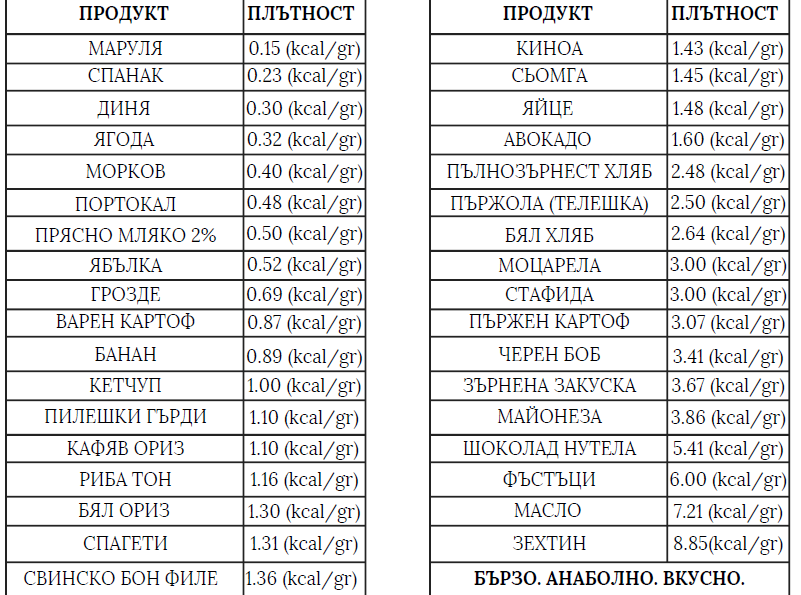 ПРОДУКТ ПЛЪТНОСТ
МАРУЛЯ 0.15 (kcal/gr)
СПАНАК 0.23 (kcal/gr)
ДИНЯ 0.30 (kcal/gr)
ЯГОДА 0.32 (kcal/gr)
МОРКОВ 0.40 (kcal/gr)
ПОРТОКАЛ 0.48 (kcal/gr)
ПРЯСНО МЛЯКО 2% 0.50 (kcal/gr)
ЯБЪЛКА 0.52 (kcal/gr)
ГРОЗДЕ 0.69 (kcal/gr)
ВАРЕН КАРТОФ 0.87 (kcal/gr)
БАНАН 0.89 (kcal/gr)
КЕТЧУП 1.00 (kcal/gr)
ПИЛЕШКИ ГЪРДИ 1.10 (kcal/gr)
КАФЯВ ОРИЗ 1.10 (kcal/gr)
РИБА ТОН 1.16 (kcal/gr)
БЯЛ ОРИЗ 1.30 (kcal/gr)
СПАГЕТИ 1.31 (kcal/gr)
СВИНСКО БОН ФИЛЕ 1.36 (kcal/gr)
ПРОДУКТ ПЛЪТНОСТ
КИНОА 1.43 (kcal/gr)
СЬОМГА 1.45 (kcal/gr)
ЯЙЦЕ 1.48 (kcal/gr)
АВОКАДО 1.60 (kcal/gr)
ПЪЛНОЗЪРНЕСТ ХЛЯБ 2.48 (kcal/gr)
ПЪРЖОЛА (ТЕЛЕШКА) 2.50 (kcal/gr)
БЯЛ ХЛЯБ 2.64 (kcal/gr)
МОЦАРЕЛА 3.00 (kcal/gr)
СТАФИДА 3.00 (kcal/gr)
ПЪРЖЕН КАРТОФ 3.07 (kcal/gr)
ЧЕРЕН БОБ 3.41 (kcal/gr)
ЗЪРНЕНА ЗАКУСКА 3.67 (kcal/gr)
МАЙОНЕЗА 3.86 (kcal/gr)
ШОКОЛАД НУТЕЛА 5.41 (kcal/gr)
ФЪСТЪЦИ 6.00 (kcal/gr)
МАСЛО 7.21 (kcal/gr)
ЗЕХТИН 8.85(kcal/gr)
БЪРЗО. АНАБОЛНО. ВКУСНО.